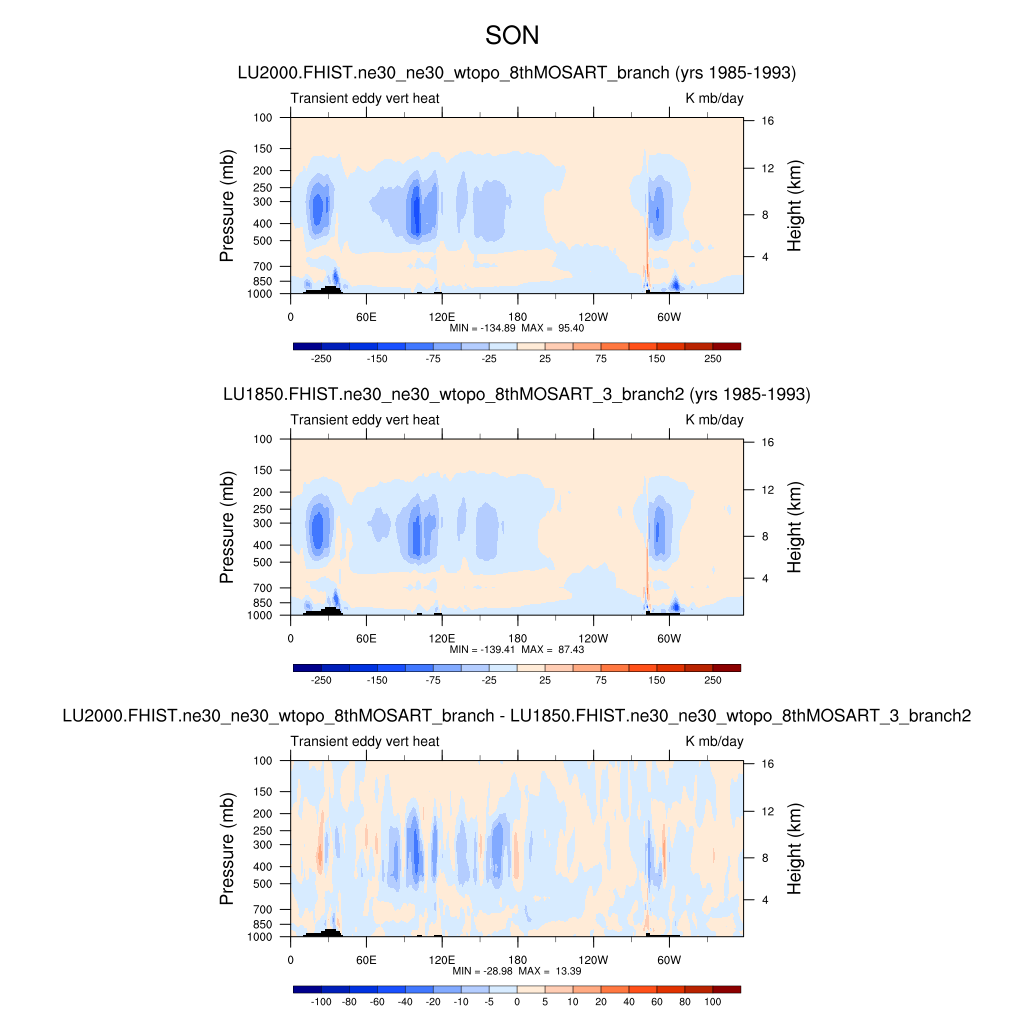 SON
LU2000.FHIST.ne30_ne30_wtopo_8thMOSART_branch (yrs 1985-1993)
Transient eddy vert heat K mb/day
Pressure (mb)
100
150
200
250
300
400
500
700
850
1000
16
12
8
4
Height (km)
0 60E 120E 180 120W 60W
MIN = -134.89 MAX = 95.40
-250 -150 -75 -25 25 75 150 250
LU1850.FHIST.ne30_ne30_wtopo_8thMOSART_3_branch2 (yrs 1985-1993)
Transient eddy vert heat K mb/day
Pressure (mb)
100
150
200
250
300
400
500
700
850
1000
16
12
8
4
Height (km)
0 60E 120E 180 120W 60W
MIN = -139.41 MAX = 87.43
-250 -150 -75 -25 25 75 150 250
LU2000.FHIST.ne30_ne30_wtopo_8thMOSART_branch - LU1850.FHIST.ne30_ne30_wtopo_8thMOSART_3_branch2
Transient eddy vert heat K mb/day
Pressure (mb)
100
150
200
250
300
400
500
700
850
1000
16
12
8
4
Height (km)
0 60E 120E 180 120W 60W
MIN = -28.98 MAX = 13.39
-100 -80 -60 -40 -20 -10 -5 0 5 10 20 40 60 80 100